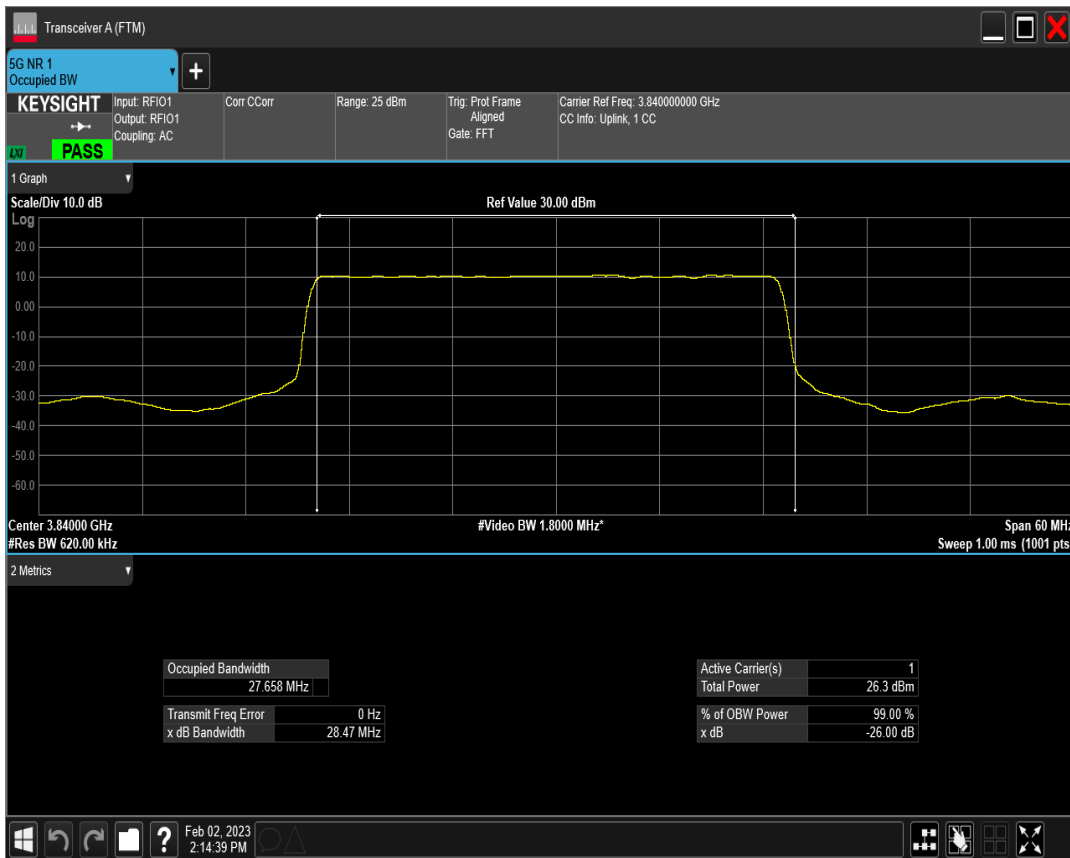 Transceiver A (FTM)
5G NR 1
Occupied BW
+
KEYSIGHT
LXI
PASS
Input: RFIO1
Output: RFIO1
Coupling: AC
Corr CCorr
Range: 25 dBm
Trig: Prot Frame
Aligned
Gate: FFT
Carrier Ref Freq: 3.840000000 GHz
CC Info: Uplink, 1 CC
1 Graph
Scale/Div 10.0 dB
Ref Value 30.00 dBm
Log
20.0
10.0
0.00
-10.0
-20.0
-30.0
-40.0
-50.0
-60.0
Center 3.84000 GHz
#Video BW 1.8000 MHz*
Span 60 MHz
#Res BW 620.00 kHz
Sweep 1.00 ms (1001 pts
2 Metrics
Occupied Bandwidth
27.658 MHz
Transmit Freq Error 0 Hz
x dB Bandwidth 28.47 MHz
Active Carrier(s) 1
Total Power 26.3 dBm
% of OBW Power 99.00 %
x dB -26.00 dB
?
Feb 02, 2023
2:14:39 PM